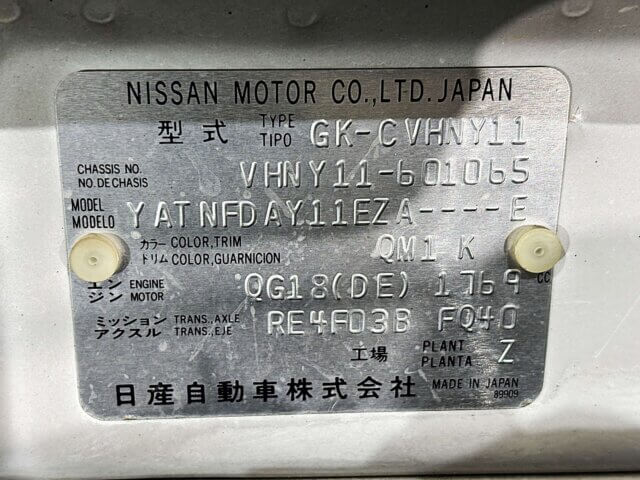 NISSAN MOTOR CO.,LTD. JAPAN
型式 TYPE TIPO GK-CVHNY11
CHASSIS NO. NO. DE CHASIS VHNY11-601065
MODEL MODELO YATNFDAY11EZA----E
カラー COLOR,TRIM
トリム COLOR,GUARNICION QM1 K
エンジン ENGINE MOTOR QG18(DE) 1769 CC
ミッション TRANS.,AXLE
アクスル TRANS.,EJE RE4F03B FQ40
工場 PLANT PLANTA Z
日産自動車株式会社 MADE IN JAPAN
89909